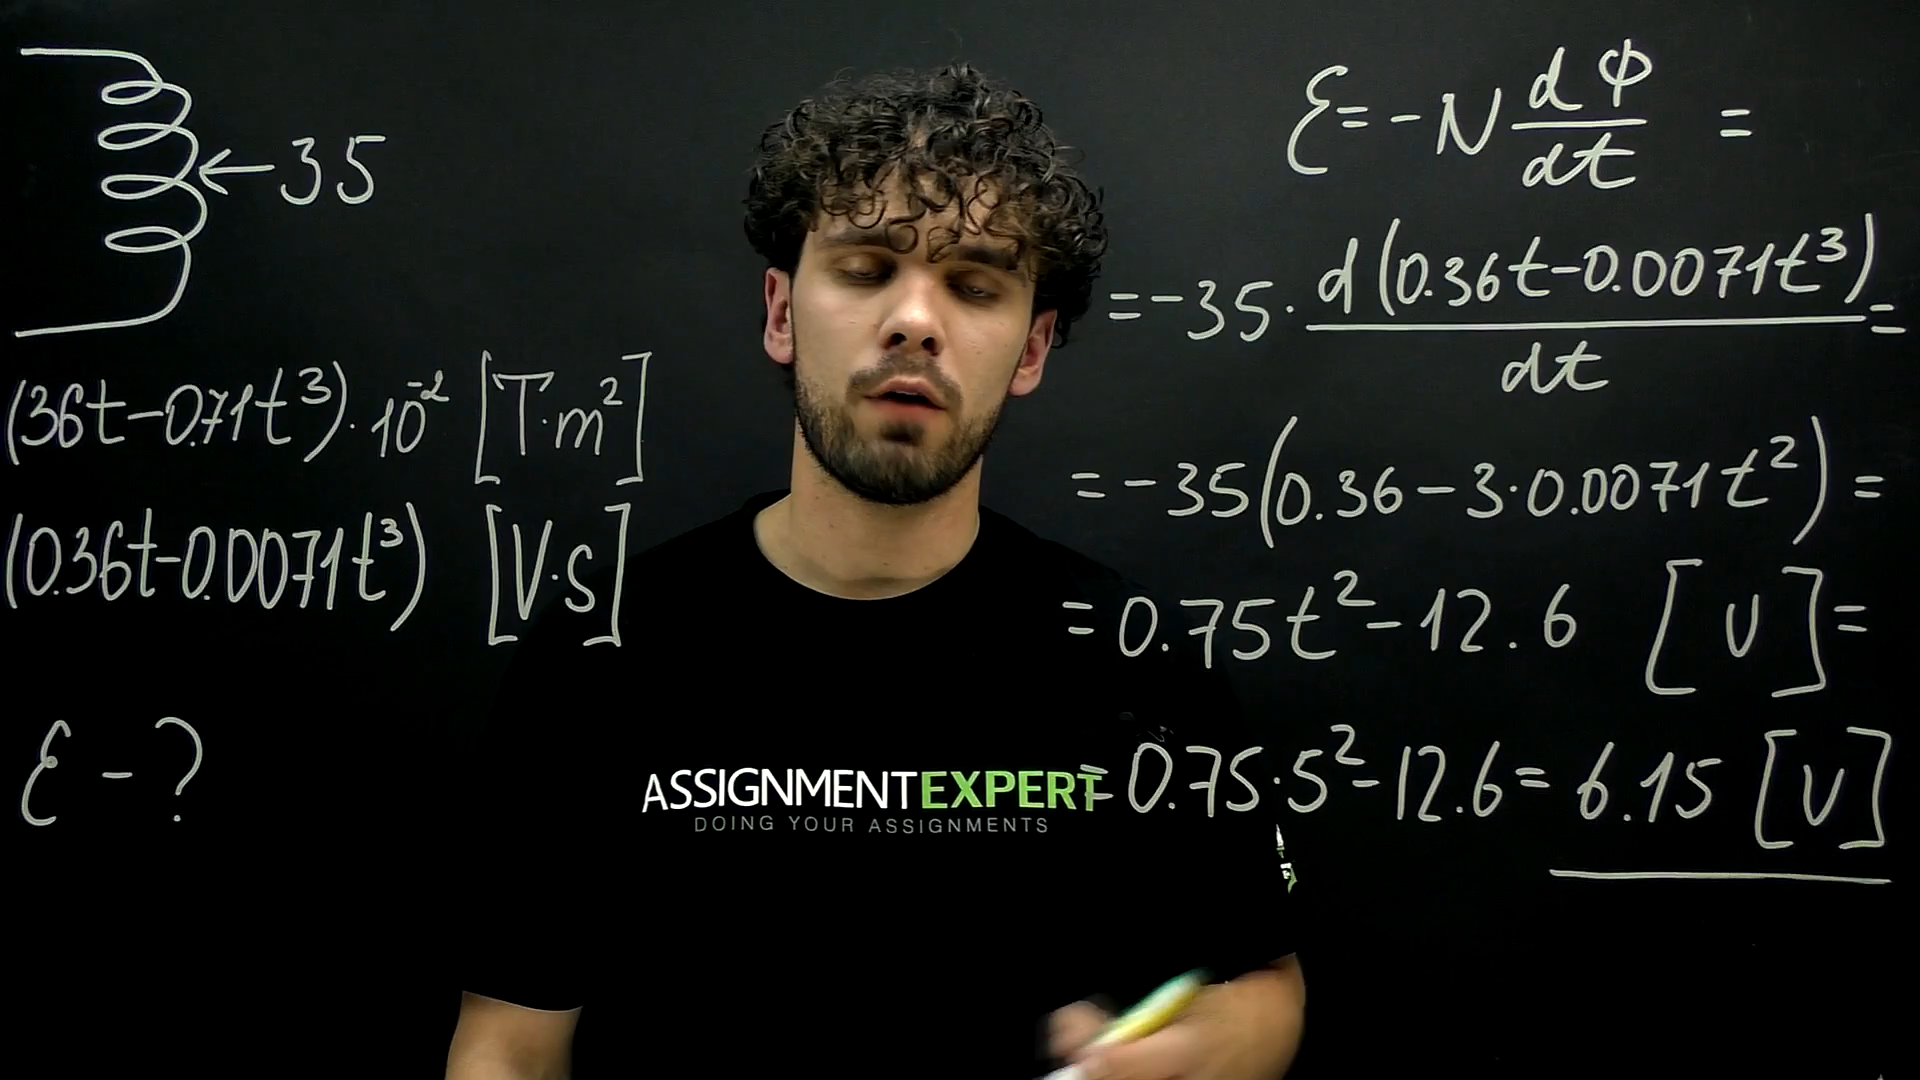 ←35
(36t-0.71t³)·10⁻² [T·m²]
(0.36t-0.0071t³) [V·s]
Ɛ - ?
ASSIGNMENTEXPERT
DOING YOUR ASSIGNMENTS
Ɛ = -N dΦ/dt =
= -35· d(0.36t-0.0071t³)/dt =
= -35(0.36-3·0.0071t²) =
= 0.75t²-12.6 [V] =
= 0.75·5²-12.6 = 6.15 [V]